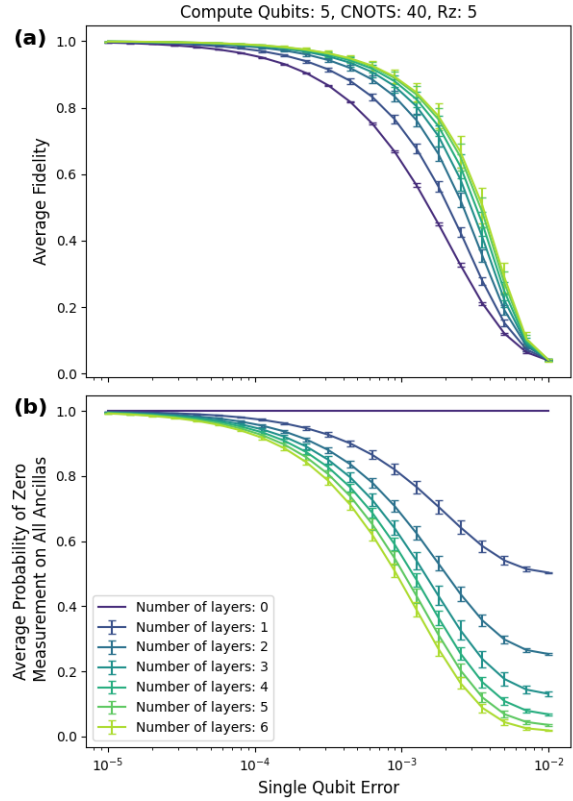 Compute Qubits: 5, CNOTS: 40, Rz: 5
(a)
1.0
0.8
0.6
0.4
0.2
0.0
Average Fidelity
(b)
1.0
0.8
0.6
0.4
0.2
0.0
Average Probability of Zero
Measurement on All Ancillas
Number of layers: 0
Number of layers: 1
Number of layers: 2
Number of layers: 3
Number of layers: 4
Number of layers: 5
Number of layers: 6
10⁻⁵
10⁻⁴
10⁻³
10⁻²
Single Qubit Error